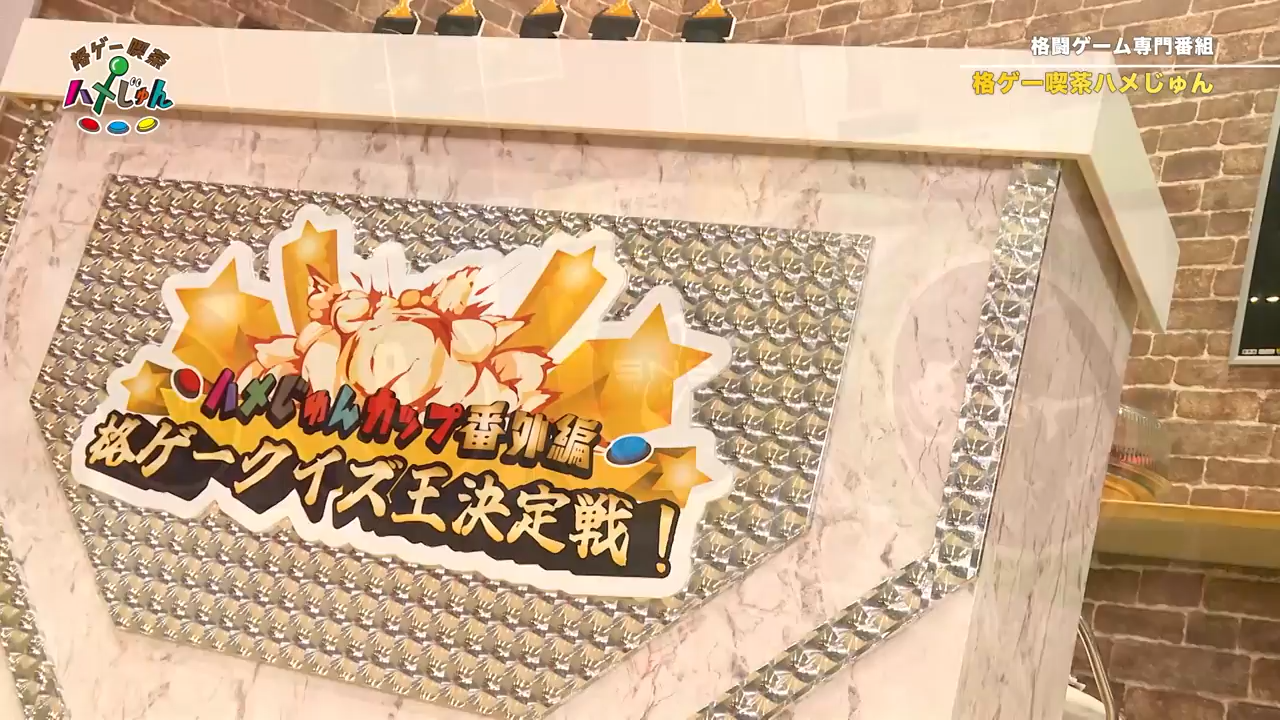 格ゲー喫茶
ハメじゅん
格闘ゲーム専門番組
格ゲー喫茶ハメじゅん
ハメじゅんカップ番外編
格ゲークイズ王決定戦!